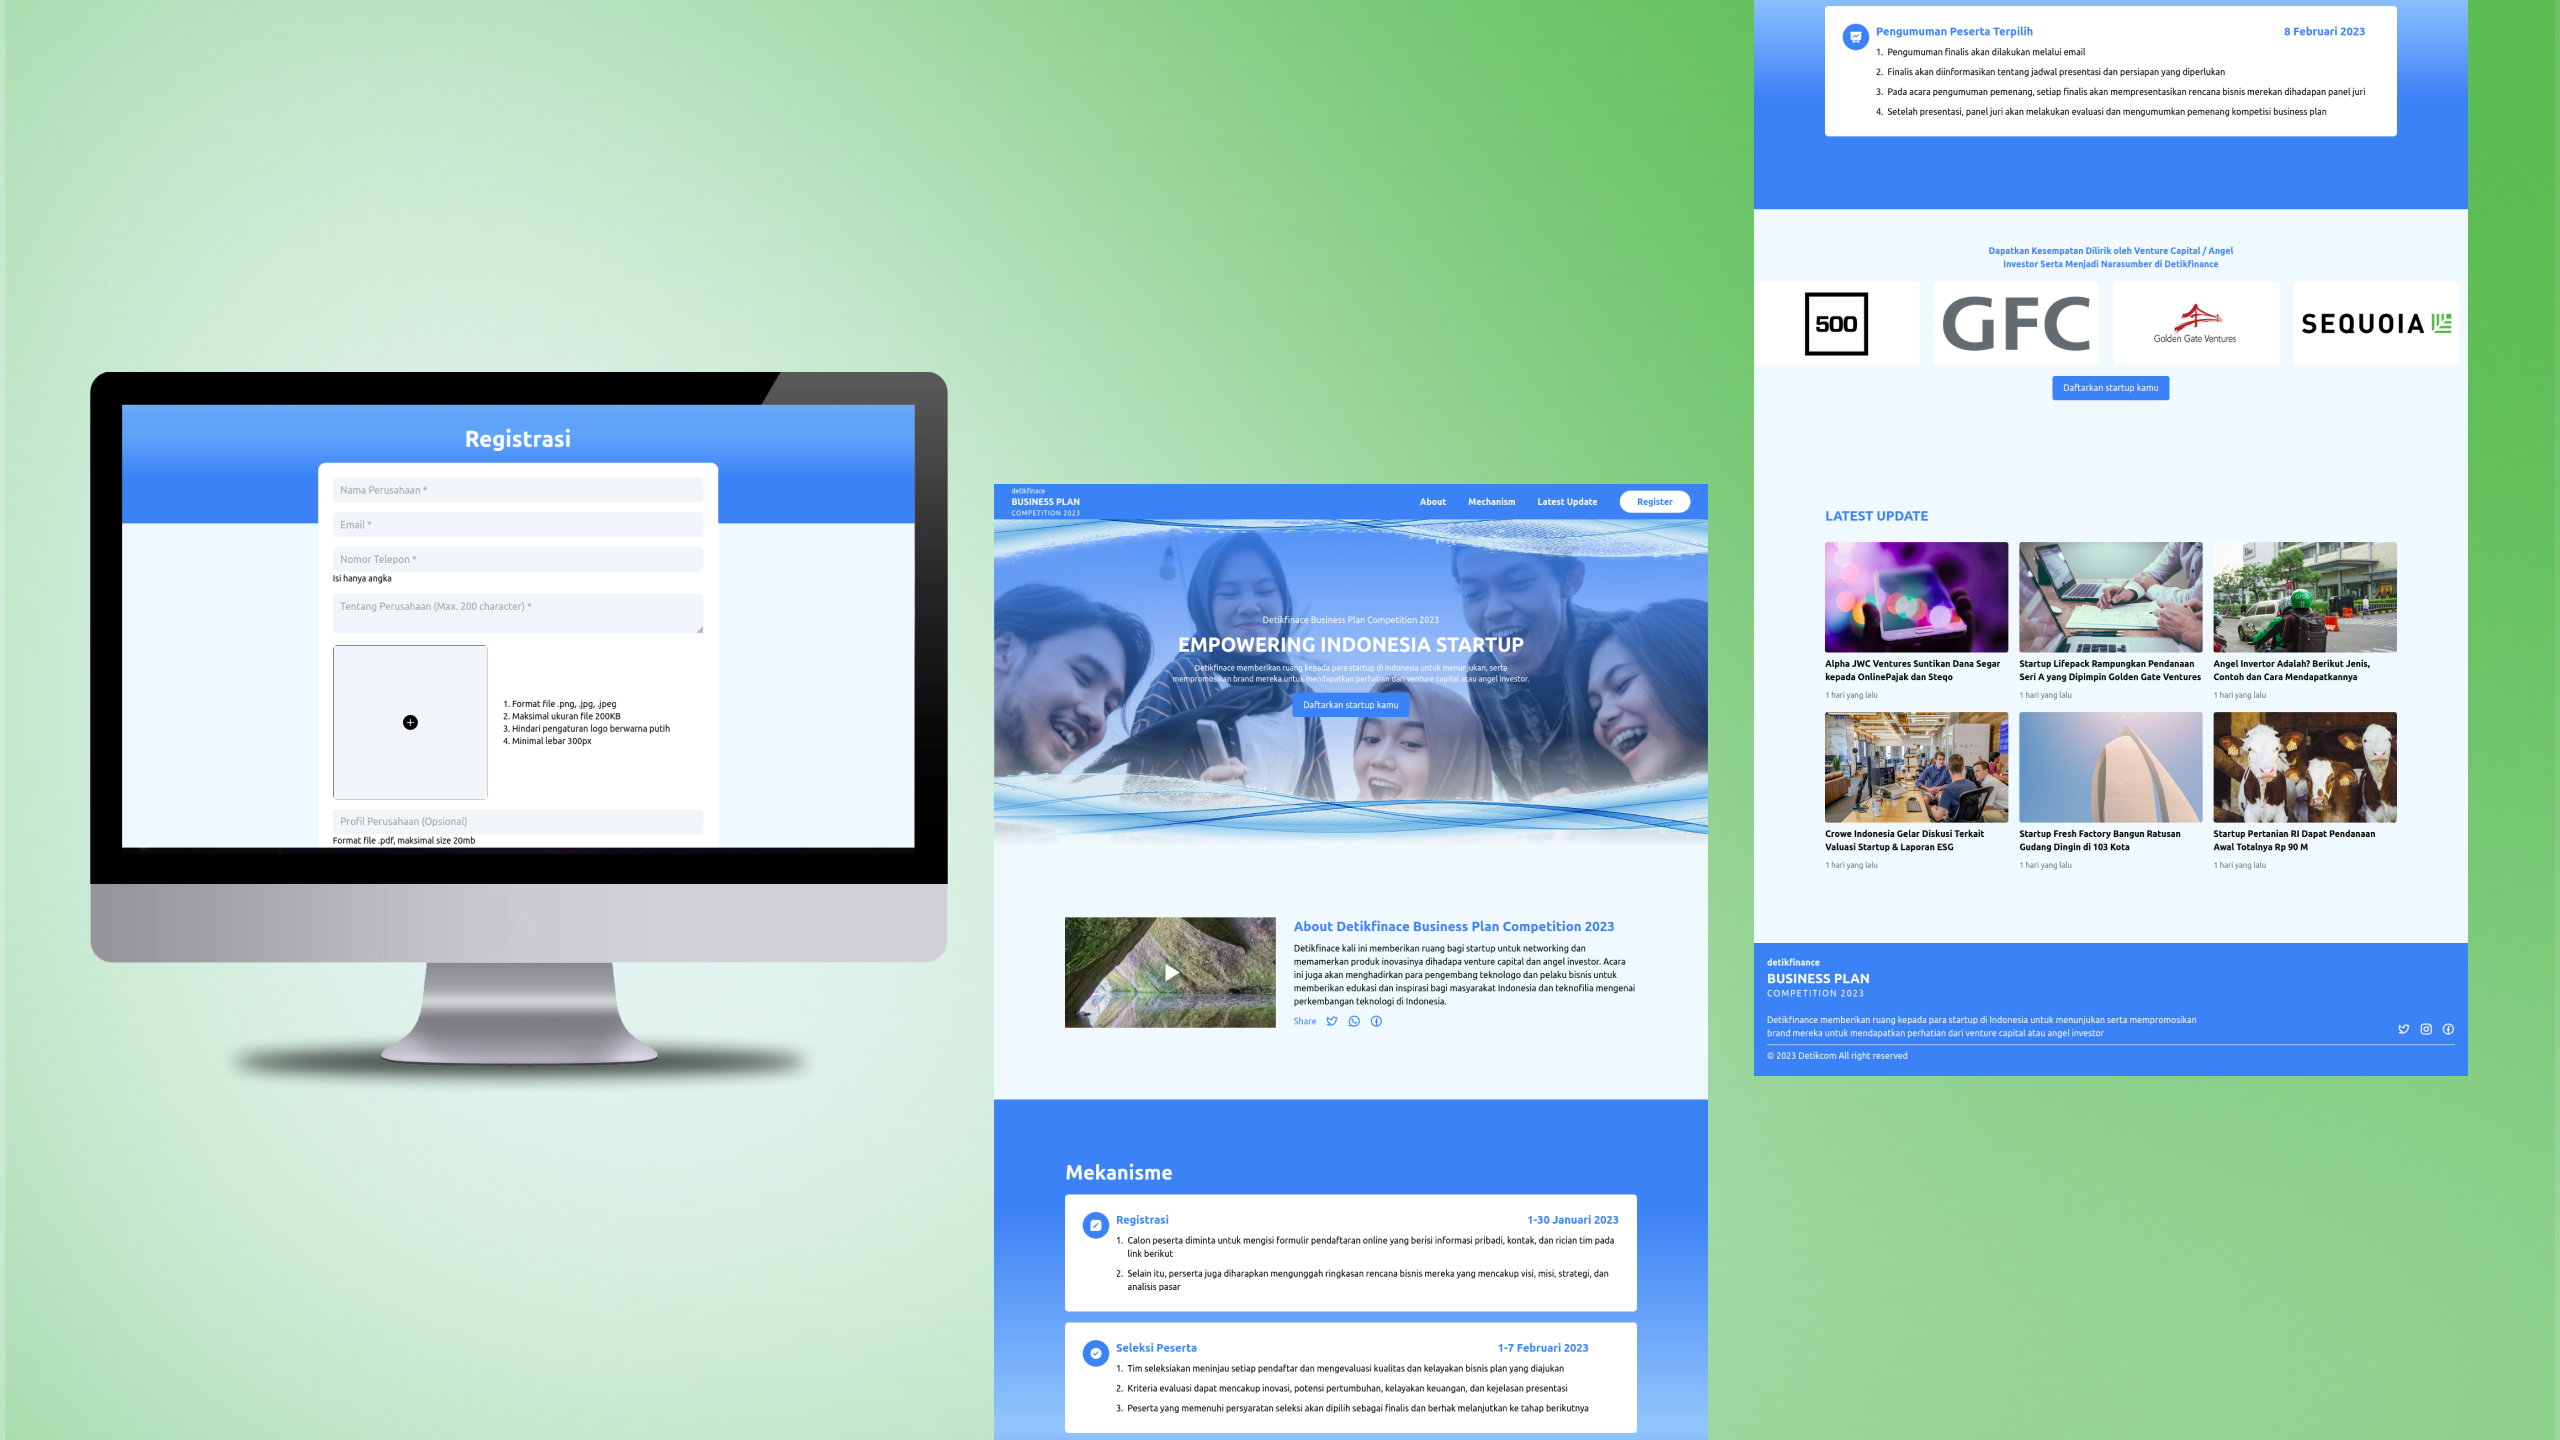 Registrasi
Nama Perusahaan *
Email *
Nomor Telepon *
Isi hanya angka
Tentang Perusahaan (Max. 200 character) *
1. Format file .png, .jpg, .jpeg
2. Maksimal ukuran file 200KB
3. Hindari pengaturan logo berwarna putih
4. Minimal lebar 300px
Profil Perusahaan (Opsional)
Format file .pdf, maksimal size 20mb
detikfinace
BUSINESS PLAN
COMPETITION 2023
About
Mechanism
Latest Update
Register
Detikfinace Business Plan Competition 2023
EMPOWERING INDONESIA STARTUP
Detikfinace memberikan ruang kepada para startup di Indonesia untuk menunjukan, serta
mempromosikan brand mereka untuk mendapatkan perhatian dari venture capital atau angel investor.
Daftarkan startup kamu
About Detikfinace Business Plan Competition 2023
Detikfinace kali ini memberikan ruang bagi startup untuk networking dan
memamerkan produk inovasinya dihadapa venture capital dan angel investor. Acara
ini juga akan menghadirkan para pengembang teknologo dan pelaku bisnis untuk
memberikan edukasi dan inspirasi bagi masyarakat Indonesia dan teknofilia mengenai
perkembangan teknologi di Indonesia.
Share
Mekanisme
Registrasi
1-30 Januari 2023
1. Calon peserta diminta untuk mengisi formulir pendaftaran online yang berisi informasi pribadi, kontak, dan rician tim pada
link berikut
2. Selain itu, perserta juga diharapkan mengunggah ringkasan rencana bisnis mereka yang mencakup visi, misi, strategi, dan
analisis pasar
Seleksi Peserta
1-7 Februari 2023
1. Tim seleksiakan meninjau setiap pendaftar dan mengevaluasi kualitas dan kelayakan bisnis plan yang diajukan
2. Kriteria evaluasi dapat mencakup inovasi, potensi pertumbuhan, kelayakan keuangan, dan kejelasan presentasi
3. Peserta yang memenuhi persyaratan seleksi akan dipilih sebagai finalis dan berhak melanjutkan ke tahap berikutnya
Pengumuman Peserta Terpilih
8 Februari 2023
1. Pengumuman finalis akan dilakukan melalui email
2. Finalis akan diinformasikan tentang jadwal presentasi dan persiapan yang diperlukan
3. Pada acara pengumuman pemenang, setiap finalis akan mempresentasikan rencana bisnis merekan dihadapan panel juri
4. Setelah presentasi, panel juri akan melakukan evaluasi dan mengumumkan pemenang kompetisi business plan
Dapatkan Kesempatan Dilirik oleh Venture Capital / Angel
Investor Serta Menjadi Narasumber di Detikfinance
500
GFC
Golden Gate Ventures
SEQUOIA
Daftarkan startup kamu
LATEST UPDATE
Alpha JWC Ventures Suntikan Dana Segar
kepada OnlinePajak dan Steqo
1 hari yang lalu
Startup Lifepack Rampungkan Pendanaan
Seri A yang Dipimpin Golden Gate Ventures
1 hari yang lalu
Angel Invertor Adalah? Berikut Jenis,
Contoh dan Cara Mendapatkannya
1 hari yang lalu
Crowe Indonesia Gelar Diskusi Terkait
Valuasi Startup & Laporan ESG
1 hari yang lalu
Startup Fresh Factory Bangun Ratusan
Gudang Dingin di 103 Kota
1 hari yang lalu
Startup Pertanian RI Dapat Pendanaan
Awal Totalnya Rp 90 M
1 hari yang lalu
detikfinance
BUSINESS PLAN
COMPETITION 2023
Detikfinance memberikan ruang kepada para startup di Indonesia untuk menunjukan serta mempromosikan
brand mereka untuk mendapatkan perhatian dari venture capital atau angel investor
© 2023 Detikcom All right reserved